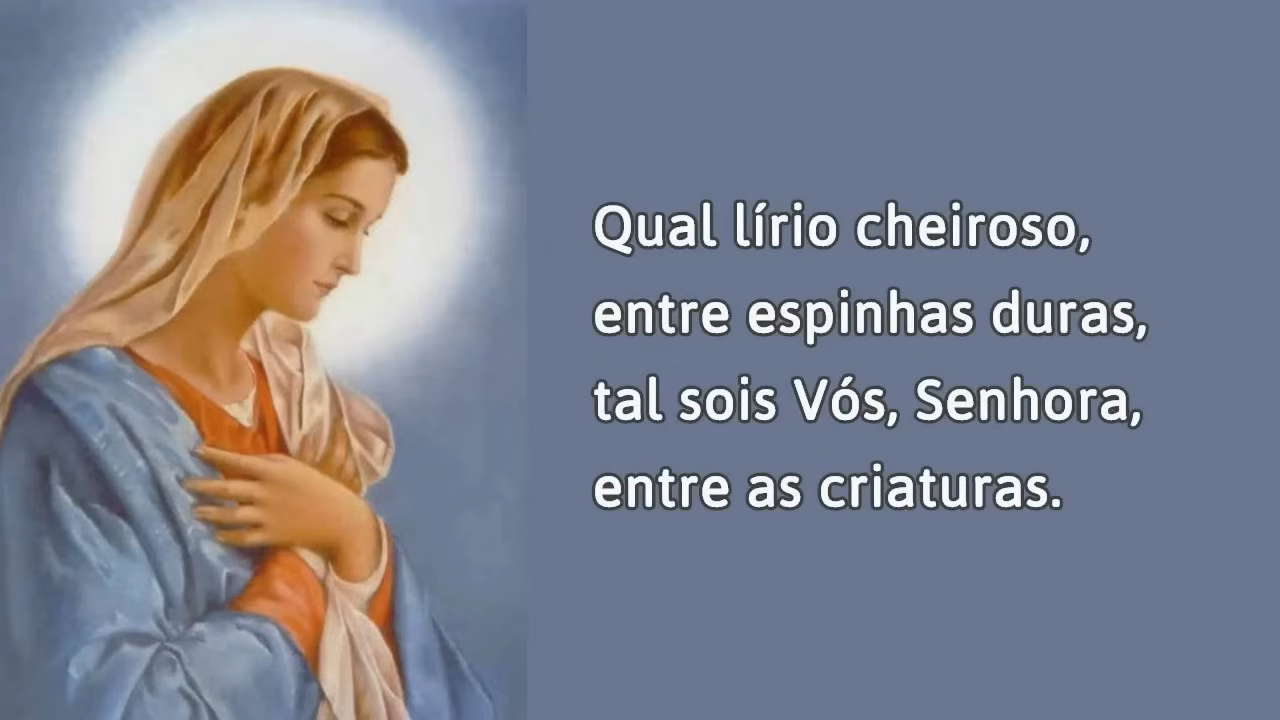 Qual lírio cheiroso,
entre espinhas duras,
tal sois Vós, Senhora,
entre as criaturas.